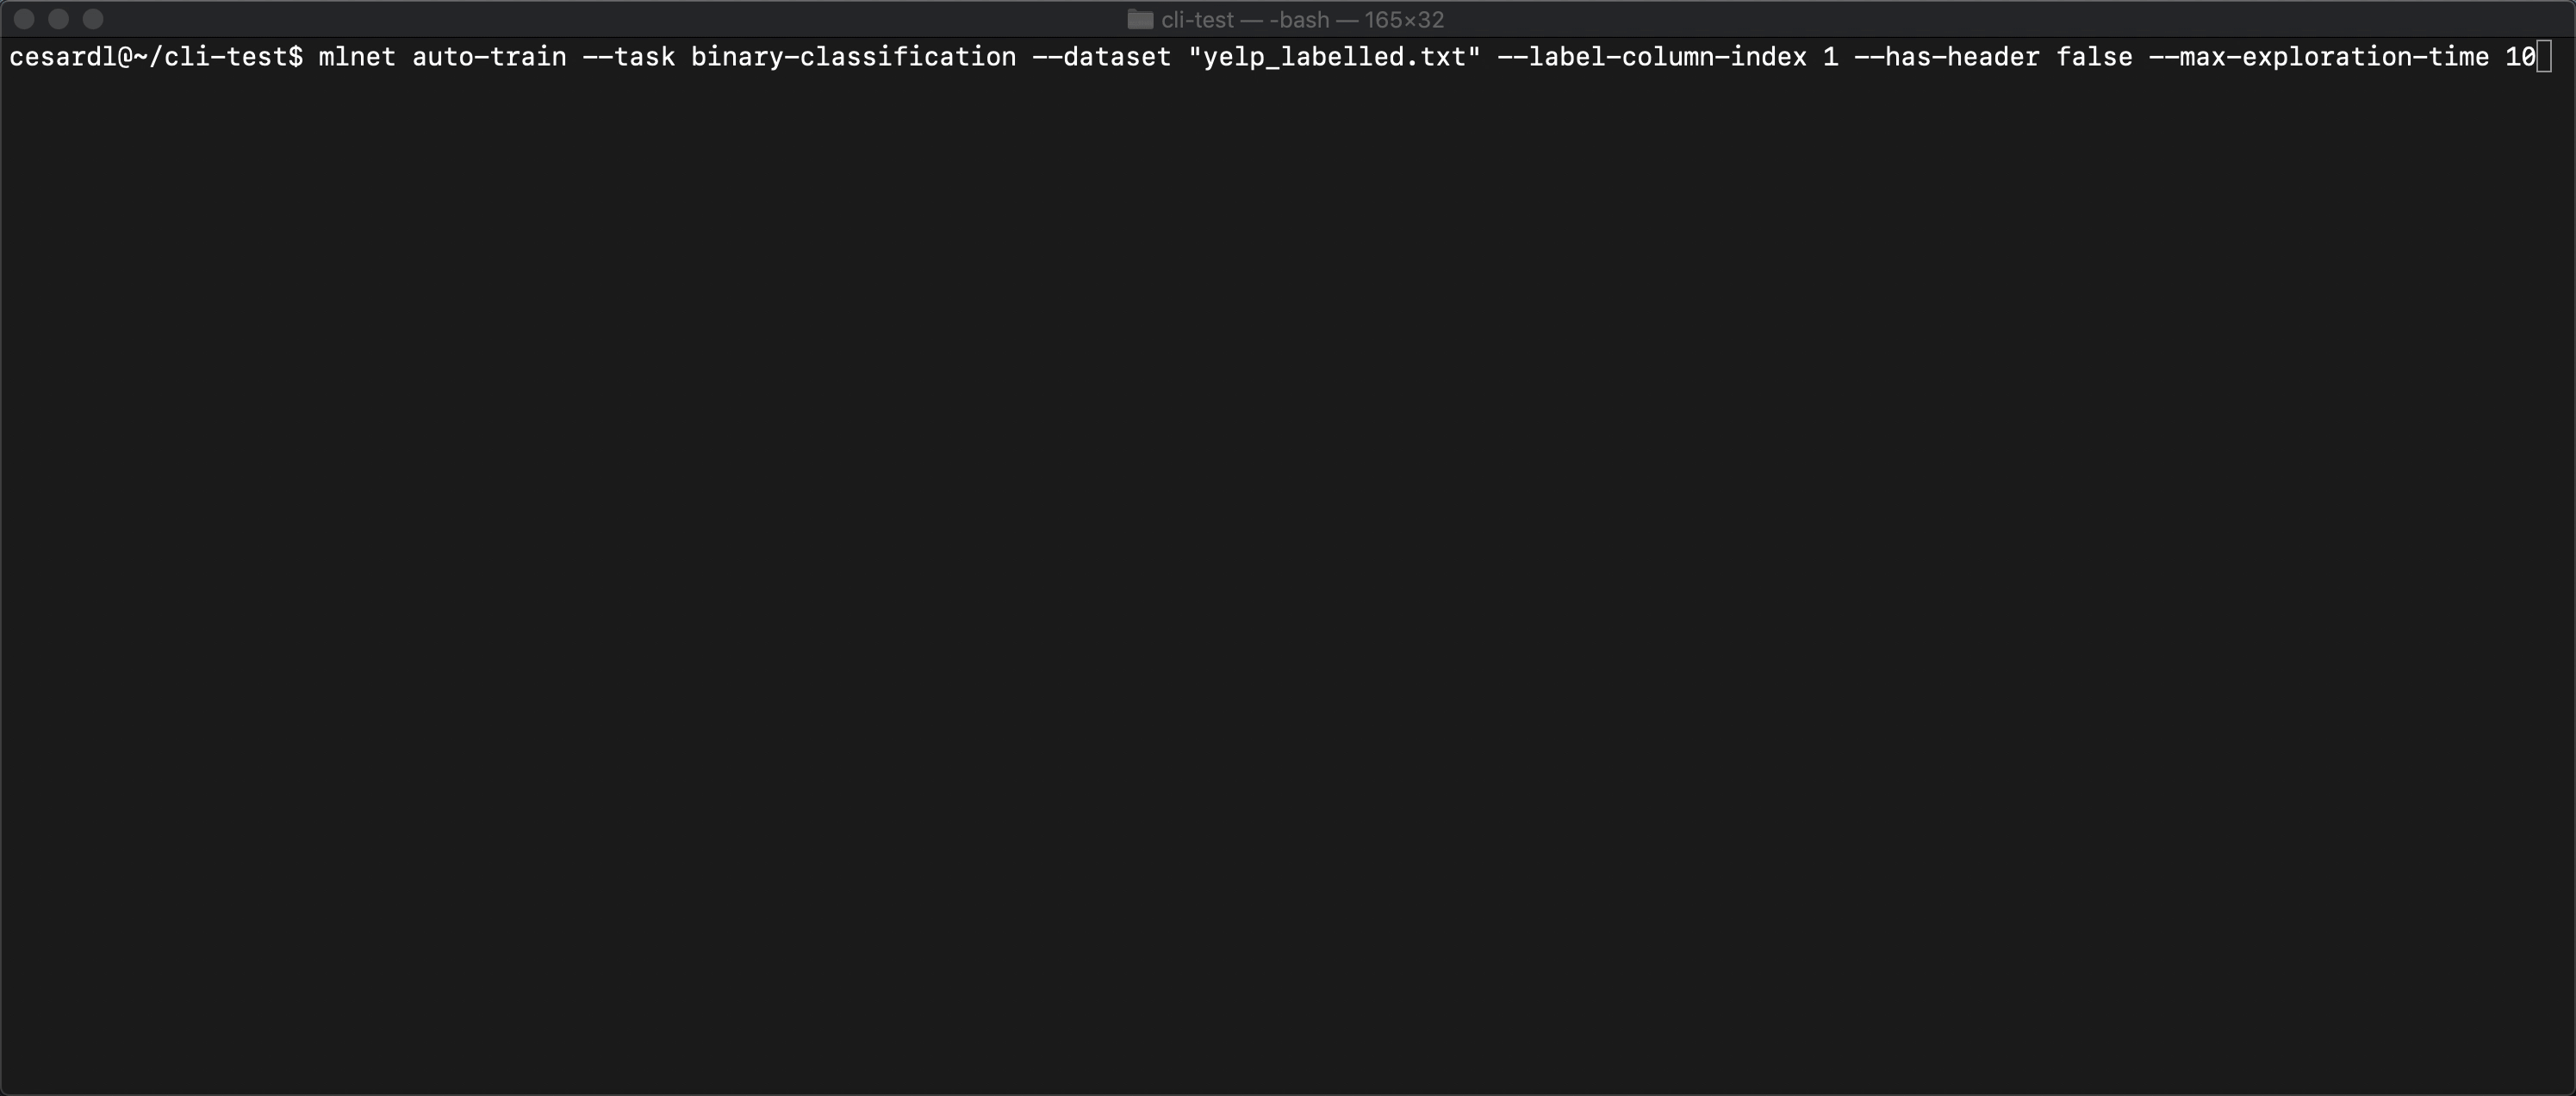 cli-test — -bash — 165×32
cesardl@~/cli-test$ mlnet auto-train --task binary-classification --dataset "yelp_labelled.txt" --label-column-index 1 --has-header false --max-exploration-time 10